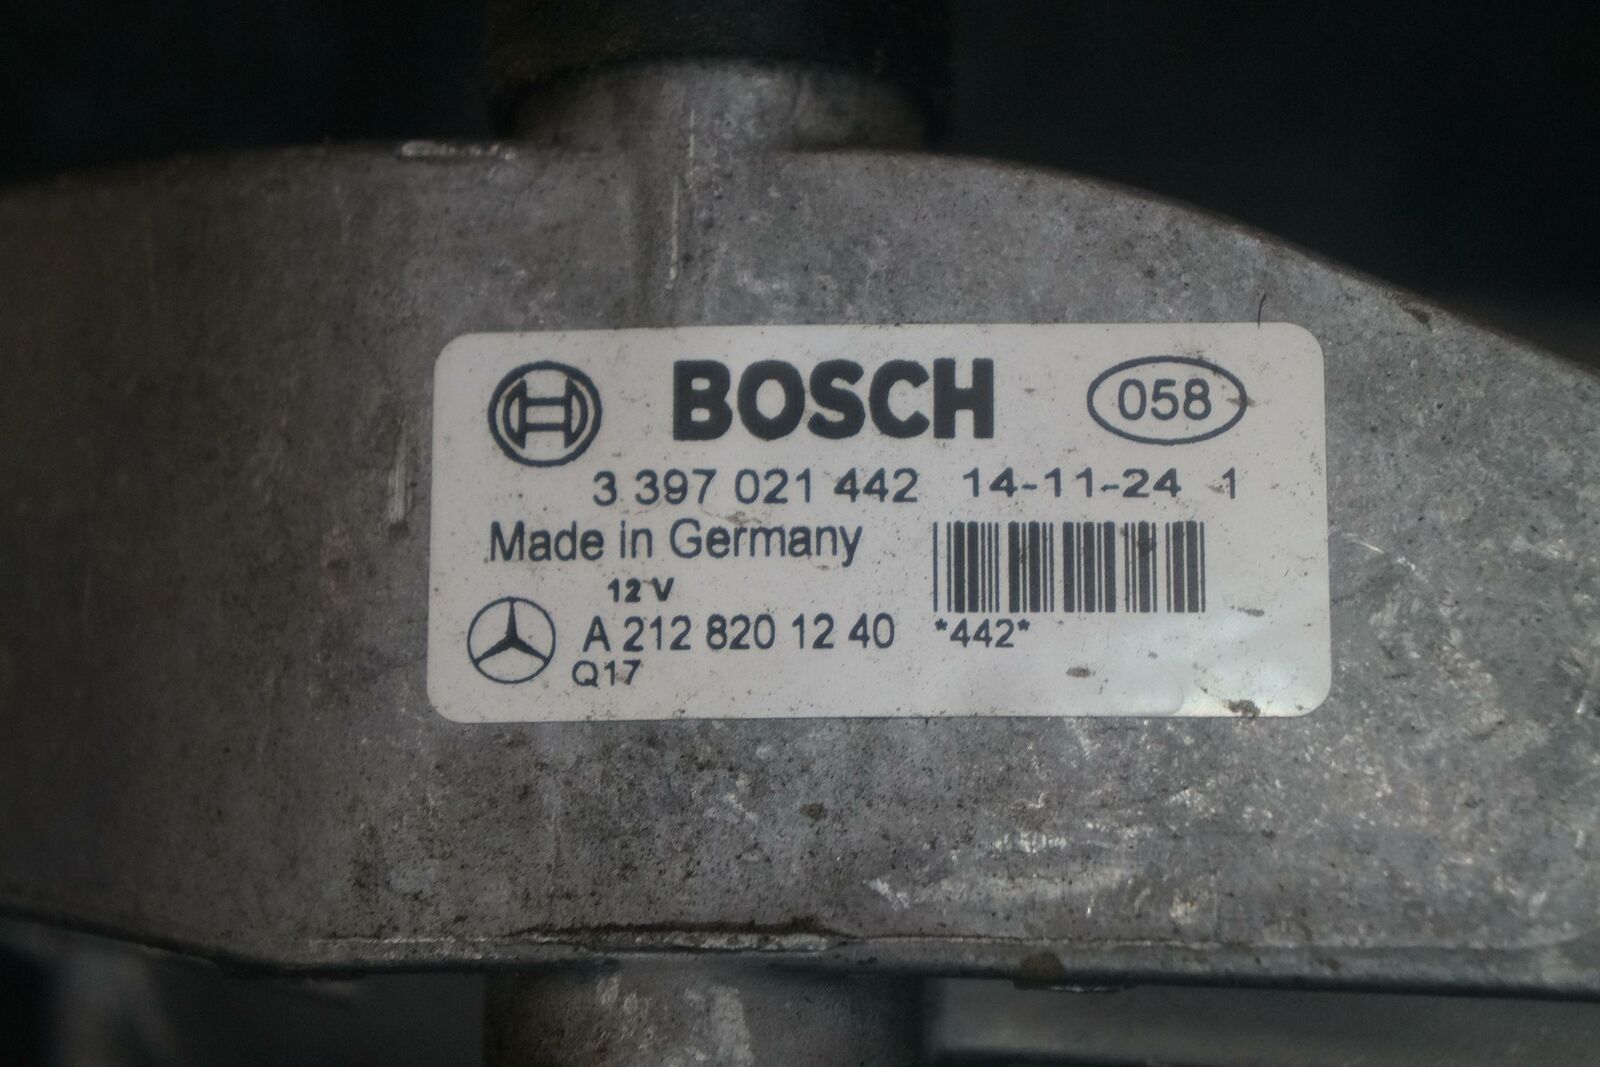 BOSCH 058
3 397 021 442 14-11-24 1
Made in Germany
12 V
A 212 820 12 40 *442*
Q17